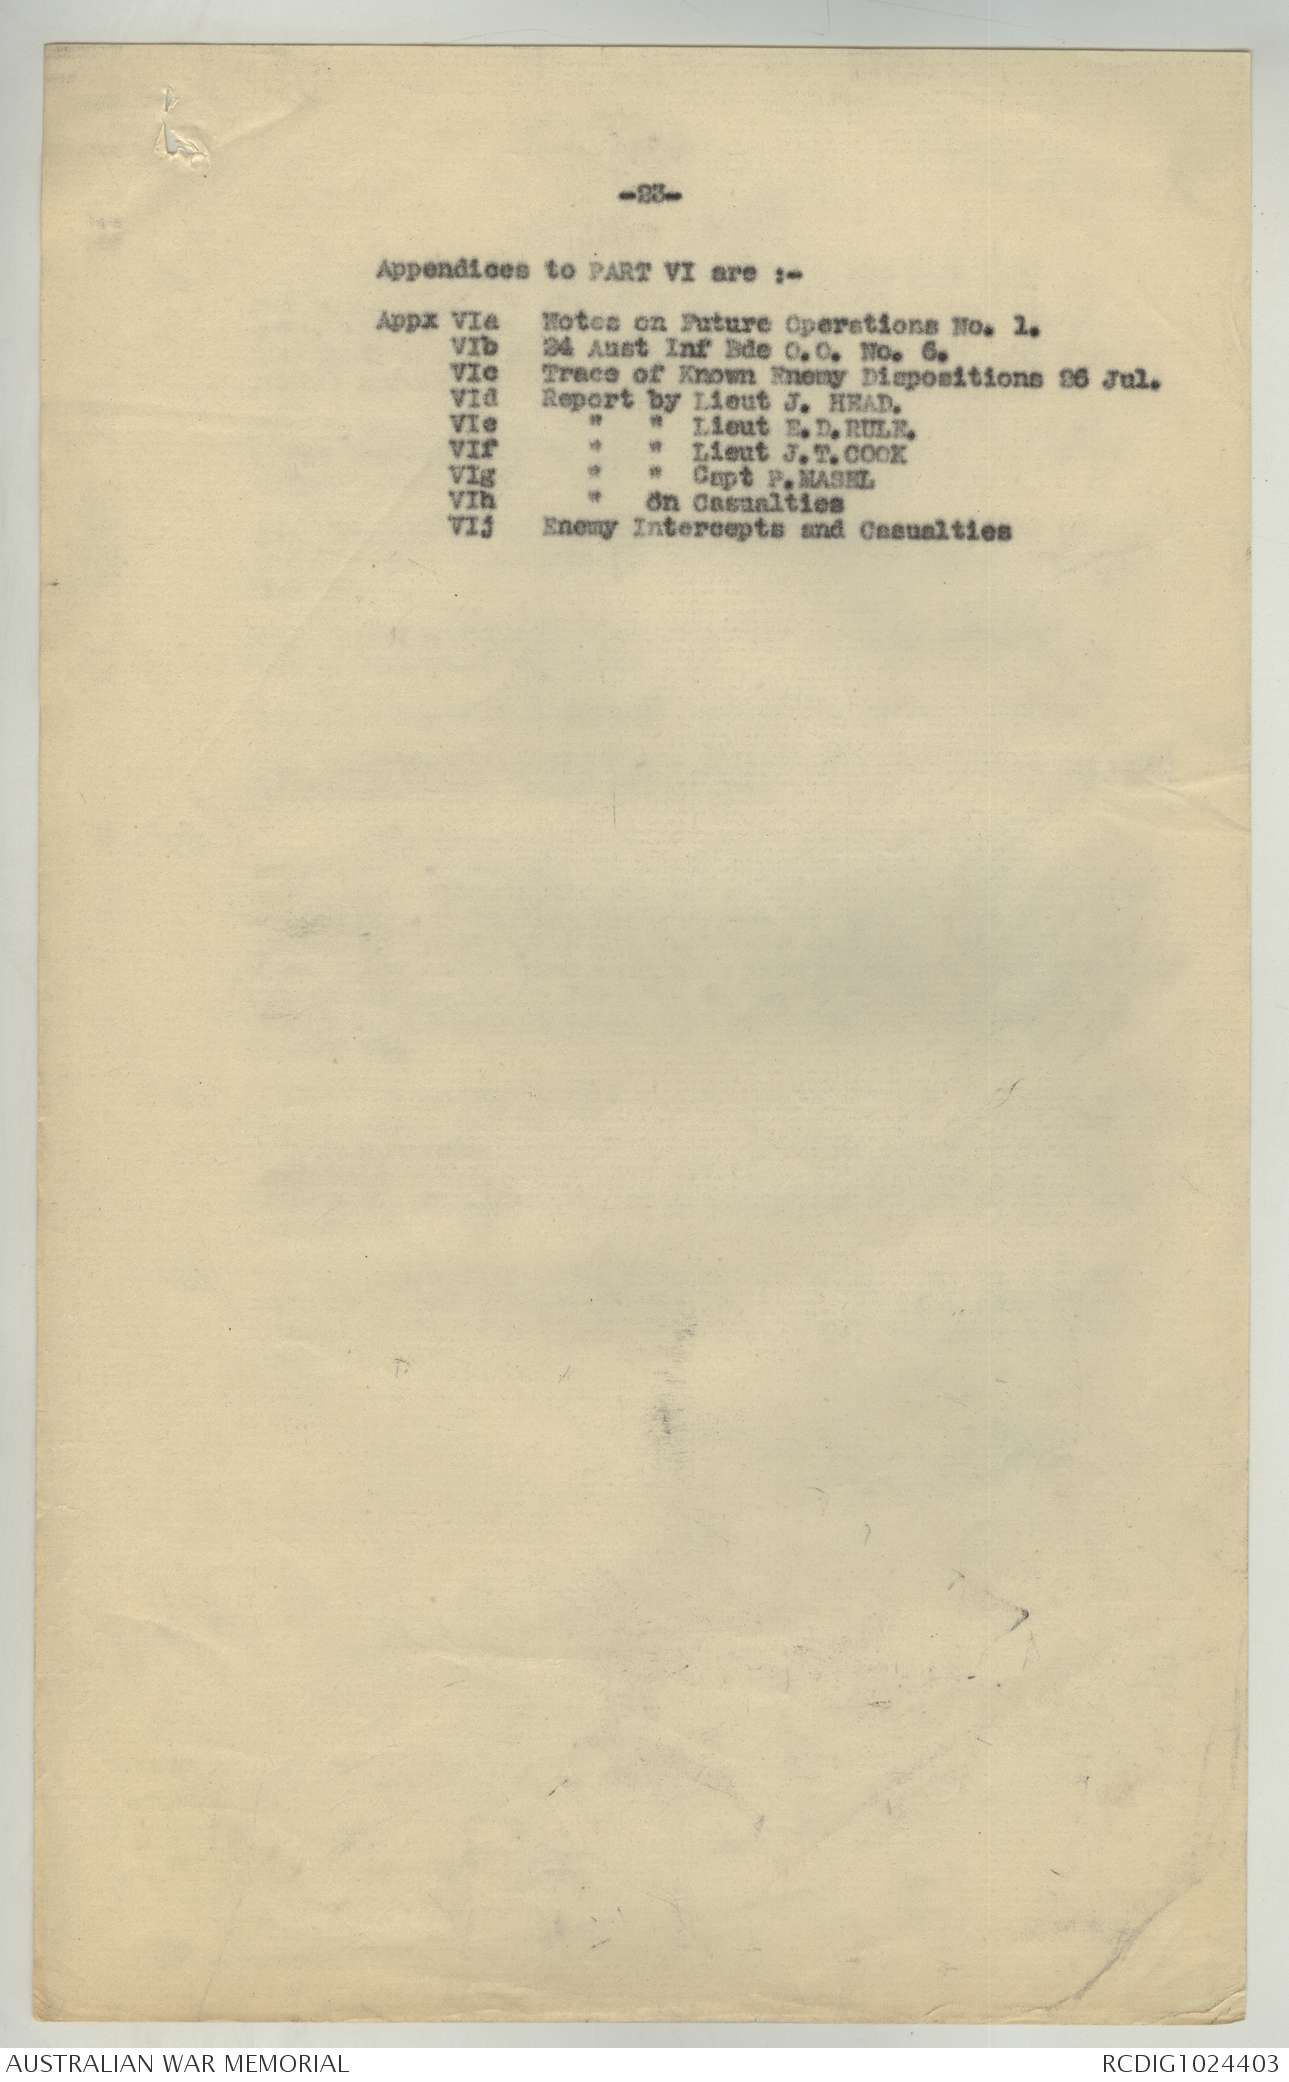 -23-
Appendices to PART VI are :-
Appx VIa Notes on Future Operations No. 1.
VIb 24 Aust Inf Bde O.O. No. 6.
VIc Trace of Known Enemy Dispositions 26 Jul.
VId Report by Lieut J. HEAD.
VIe " " Lieut E.D.RULE.
VIf " " Lieut J.T.COOK
VIg " " Capt P.MASEL
VIh " on Casualties
VIj Enemy Intercepts and Casualties
AUSTRALIAN WAR MEMORIAL
RCDIG1024403